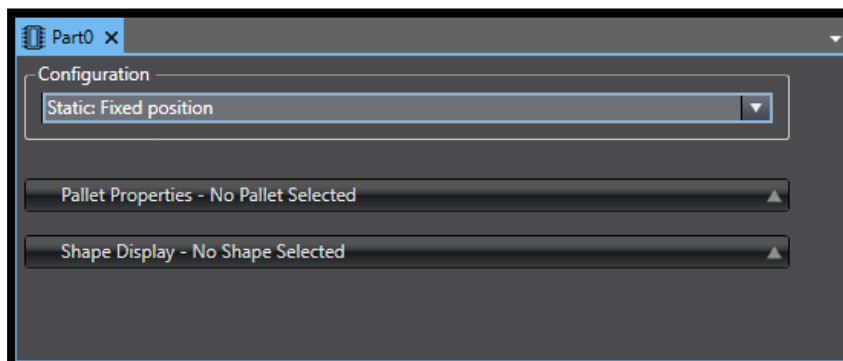 Part0
Configuration
Static: Fixed position
Pallet Properties - No Pallet Selected
Shape Display - No Shape Selected